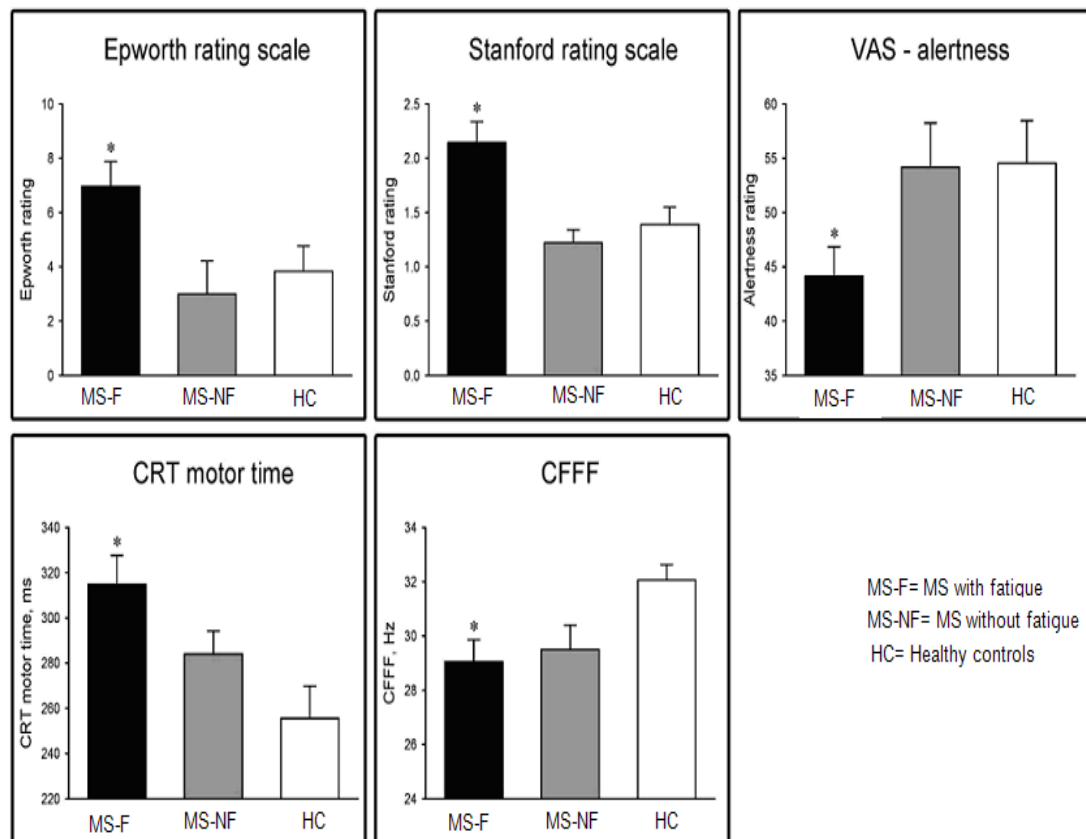 Epworth rating scale
Epworth rating
10
8
6
4
2
0
*
MS-F MS-NF HC
Stanford rating scale
Stanford rating
2.5
2.0
1.5
1.0
0.5
0.0
*
MS-F MS-NF HC
VAS - alertness
Alertness rating
60
55
50
45
40
35
*
MS-F MS-NF HC
CRT motor time
CRT motor time, ms
340
320
300
280
260
240
220
*
MS-F MS-NF HC
CFFF
CFFF, Hz
34
32
30
28
26
24
*
MS-F MS-NF HC
MS-F= MS with fatigue
MS-NF= MS without fatigue
HC= Healthy controls